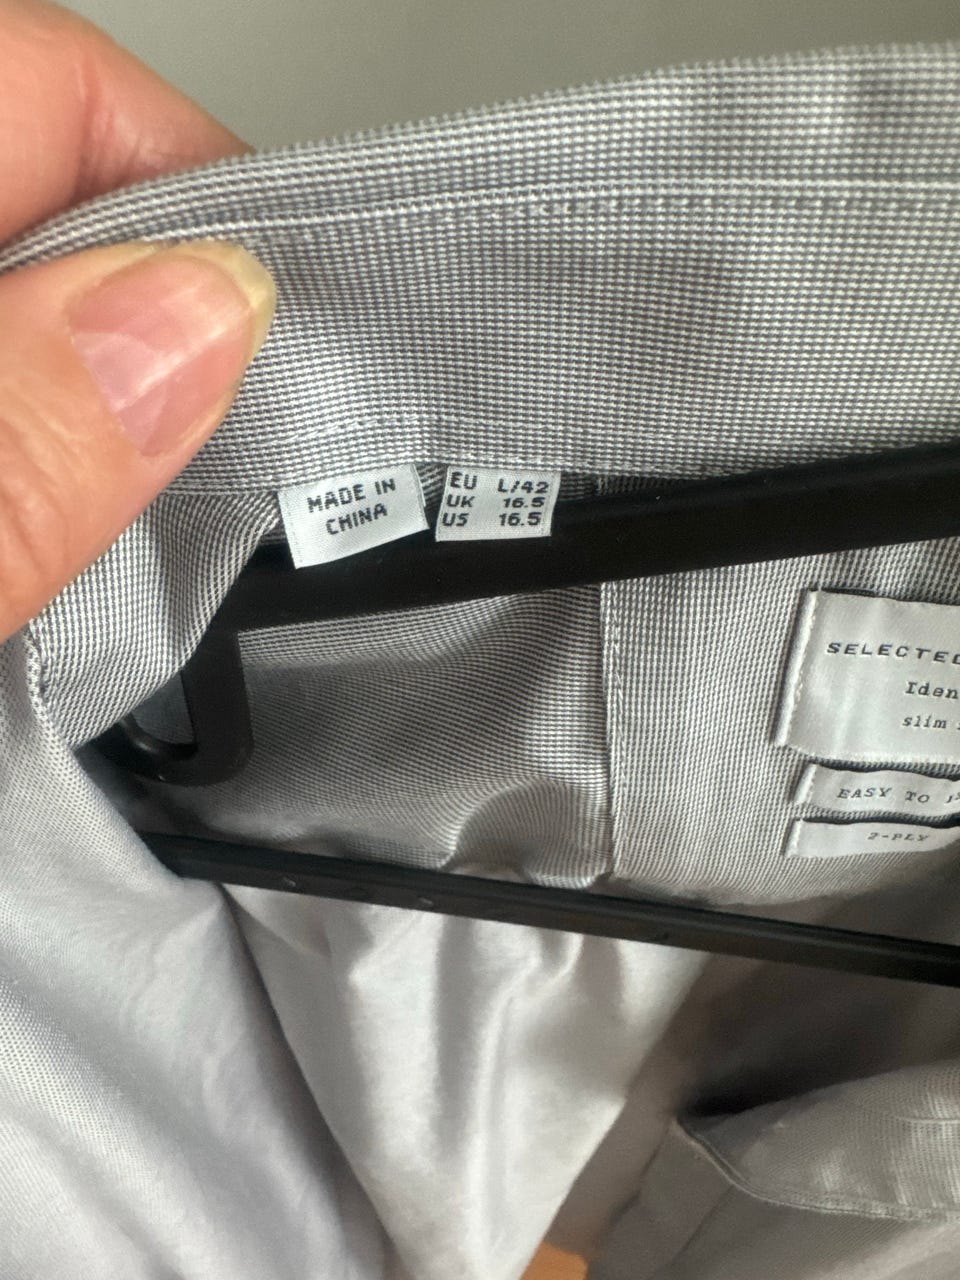 MADE IN
CHINA
EU L/42
UK 16.5
US 16.5
SELECTED
Iden
slim
EASY TO
2-PLY